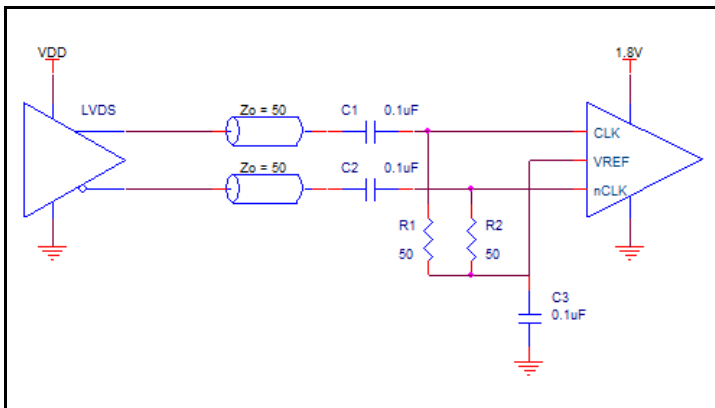 VDD
1.8V
LVDS
Zo = 50
C1
0.1uF
CLK
Zo = 50
C2
0.1uF
VREF
nCLK
R1
50
R2
50
C3
0.1uF